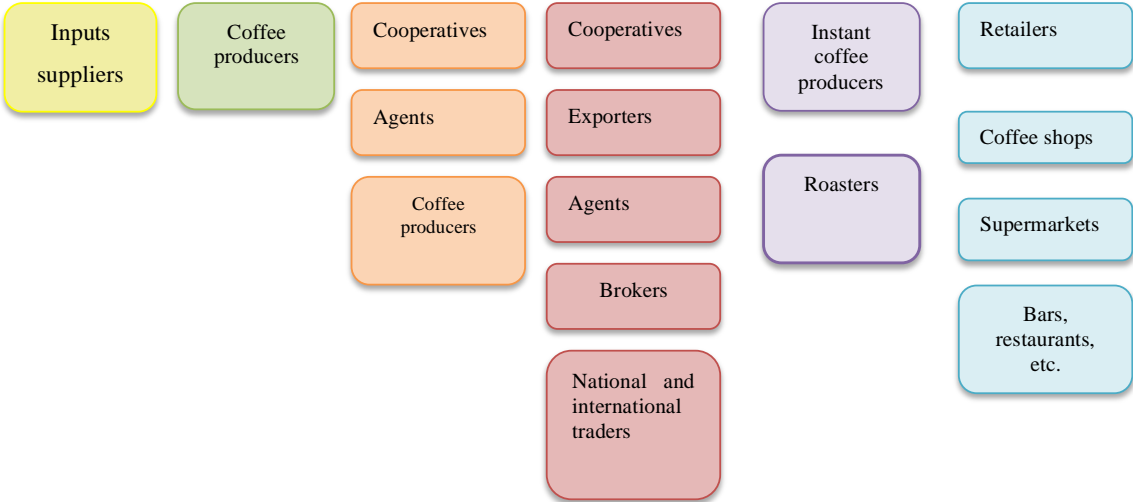 Inputs
suppliers
Coffee
producers
Cooperatives
Agents
Coffee
producers
Cooperatives
Exporters
Agents
Brokers
National and
international
traders
Instant
coffee
producers
Roasters
Retailers
Coffee shops
Supermarkets
Bars,
restaurants,
etc.